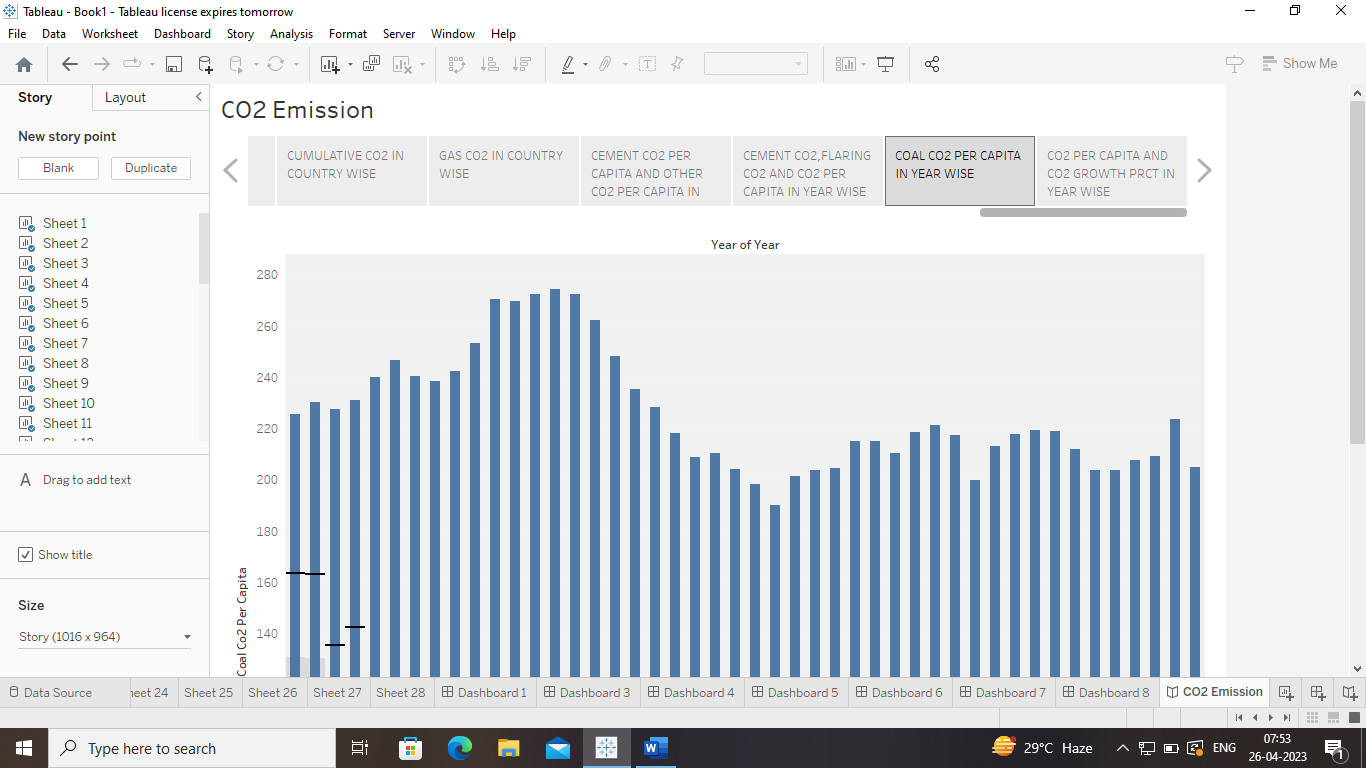 Tableau - Book1 - Tableau license expires tomorrow
File Data Worksheet Dashboard Story Analysis Format Server Window Help
Show Me
Story Layout
New story point
Blank Duplicate
Sheet 1
Sheet 2
Sheet 3
Sheet 4
Sheet 5
Sheet 6
Sheet 7
Sheet 8
Sheet 9
Sheet 10
Sheet 11
A Drag to add text
Show title
Size
Story (1016 x 964)
CO2 Emission
CUMULATIVE CO2 IN
COUNTRY WISE
GAS CO2 IN COUNTRY
WISE
CEMENT CO2 PER
CAPITA AND OTHER
CO2 PER CAPITA IN
CEMENT CO2,FLARING
CO2 AND CO2 PER
CAPITA IN YEAR WISE
COAL CO2 PER CAPITA
IN YEAR WISE
CO2 PER CAPITA AND
CO2 GROWTH PRCT IN
YEAR WISE
Year of Year
280
260
240
220
200
180
160
140
Coal Co2 Per Capita
Data Source Sheet 25 Sheet 26 Sheet 27 Sheet 28 Dashboard 1 Dashboard 3 Dashboard 4 Dashboard 5 Dashboard 6 Dashboard 7 Dashboard 8 CO2 Emission
Type here to search
29°C Haze
ENG
07:53
26-04-2023
1